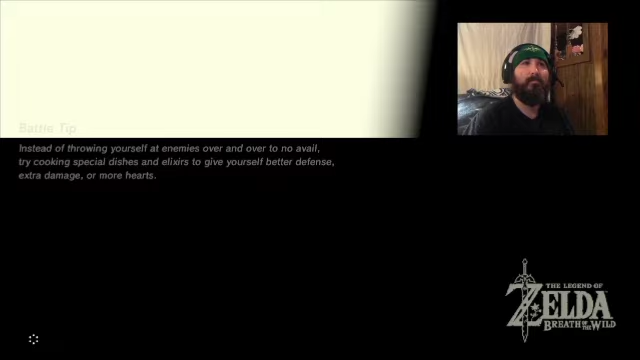 Battle Tip
Instead of throwing yourself at enemies over and over to no avail,
try cooking special dishes and elixirs to give yourself better defense,
extra damage, or more hearts.
THE LEGEND OF
ZELDA
BREATH OF THE WILD